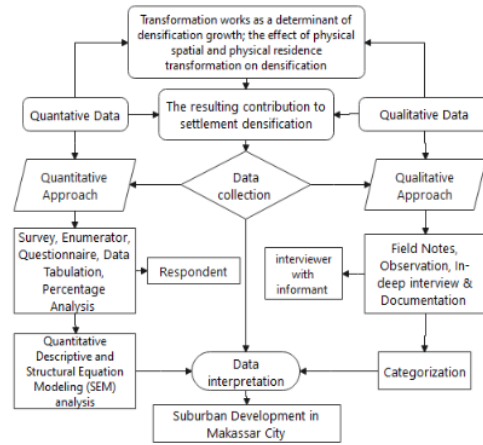 Transformation works as a determinant of
densification growth; the effect of physical
spatial and physical residence
transformation on densification
Quantative Data
The resulting contribution to
settlement densification
Qualitative Data
Quantitative
Approach
Data
collection
Qualitative
Approach
Survey, Enumerator,
Questionnaire, Data
Tabulation,
Percentage
Analysis
Respondent
interviewer
with
informant
Field Notes,
Observation, In-
deep interview &
Documentation
Quantitative
Descriptive and
Structural Equation
Modeling (SEM)
analysis
Data
interpretation
Categorization
Suburban Development in
Makassar City